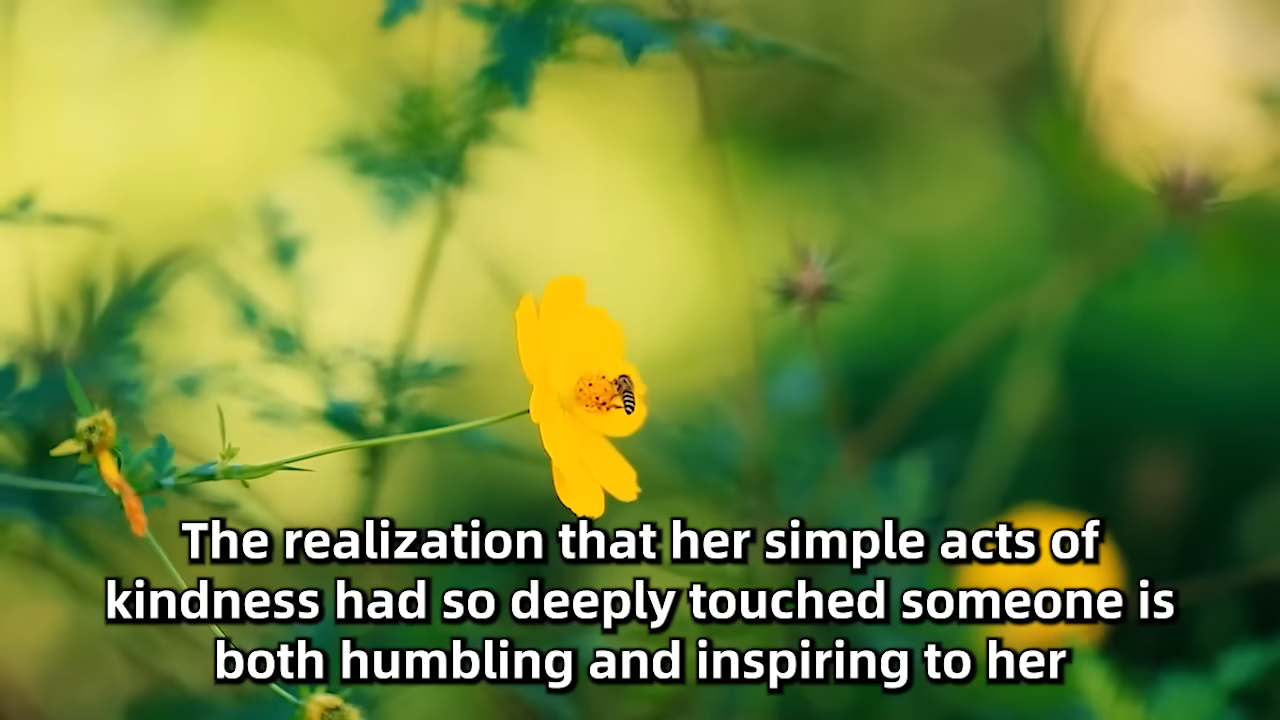 The realization that her simple acts of
kindness had so deeply touched someone is
both humbling and inspiring to her